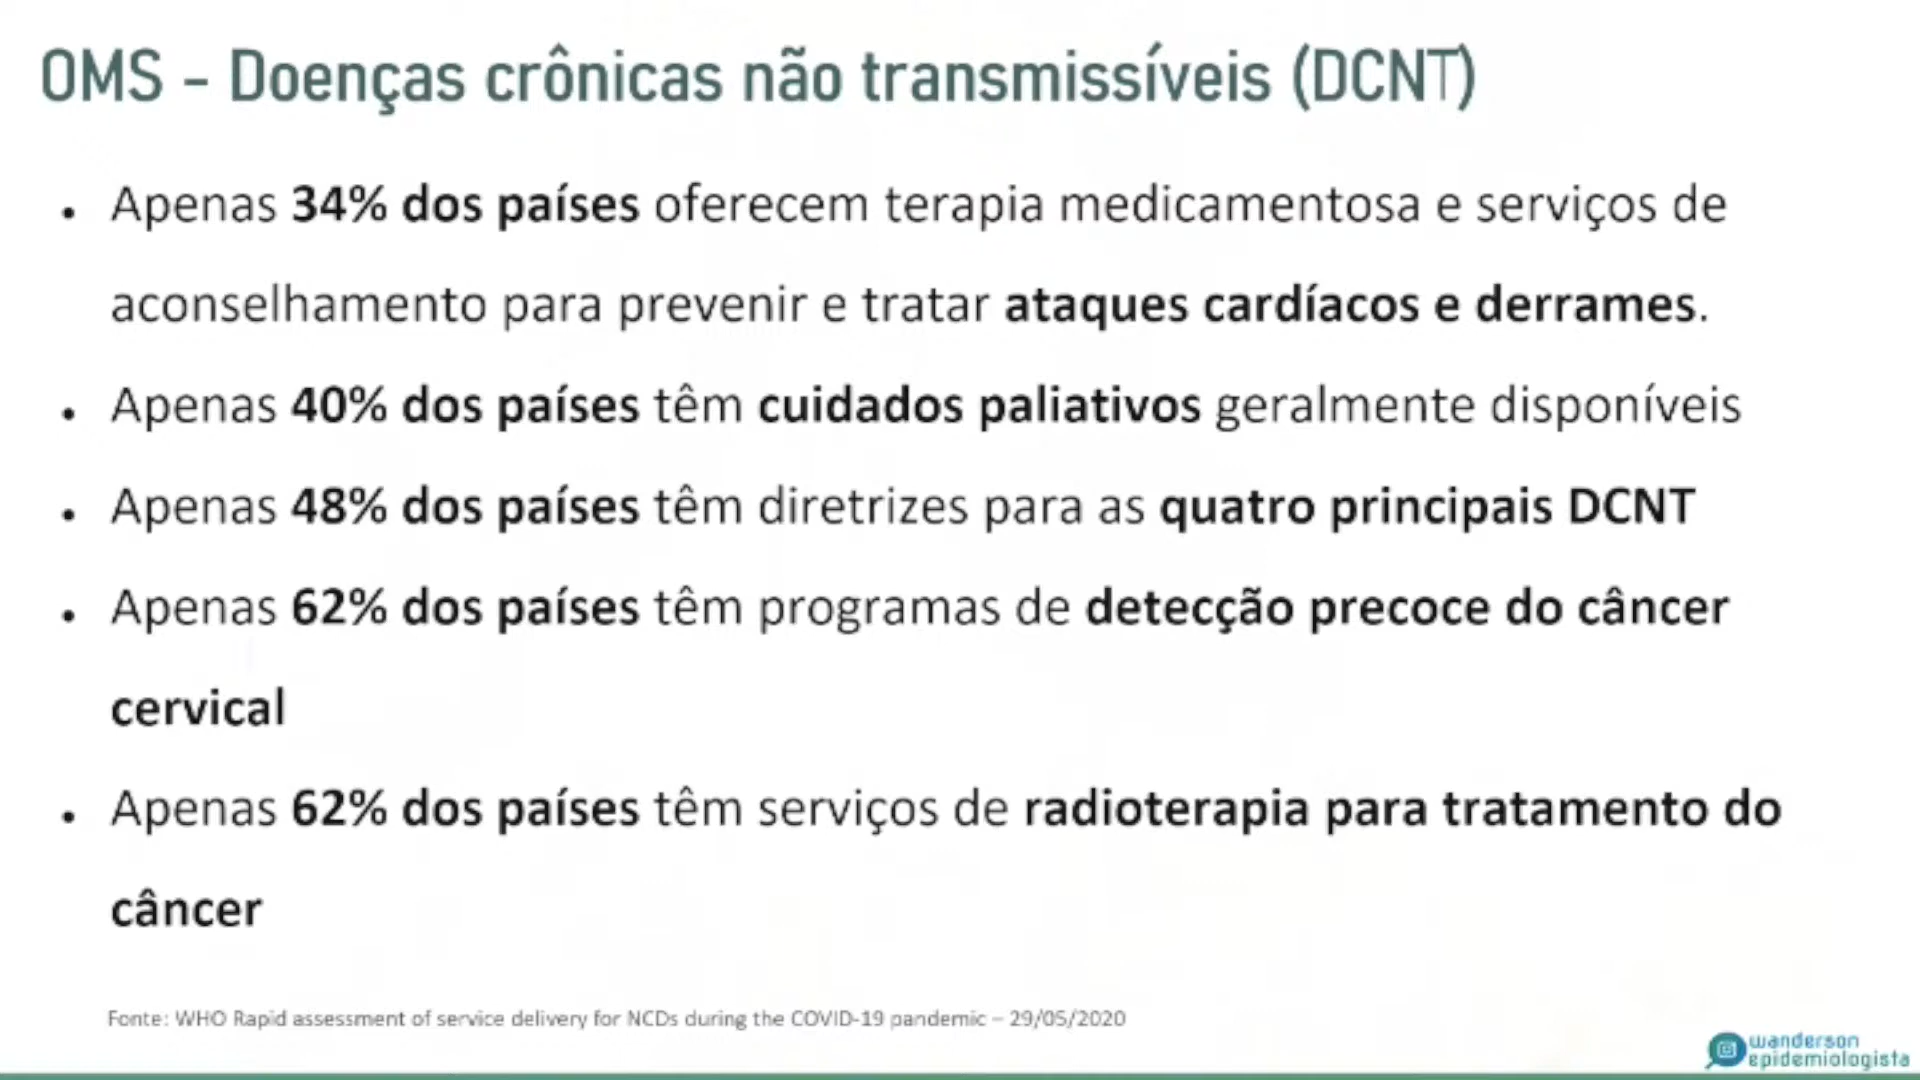 OMS - Doenças crônicas não transmissíveis (DCNT)
• Apenas 34% dos países oferecem terapia medicamentosa e serviços de
aconselhamento para prevenir e tratar ataques cardíacos e derrames.
• Apenas 40% dos países têm cuidados paliativos geralmente disponíveis
• Apenas 48% dos países têm diretrizes para as quatro principais DCNT
• Apenas 62% dos países têm programas de detecção precoce do câncer
cervical
• Apenas 62% dos países têm serviços de radioterapia para tratamento do
câncer
Fonte: WHO Rapid assessment of service delivery for NCDs during the COVID-19 pandemic – 29/05/2020
wanderson
epidemiologista